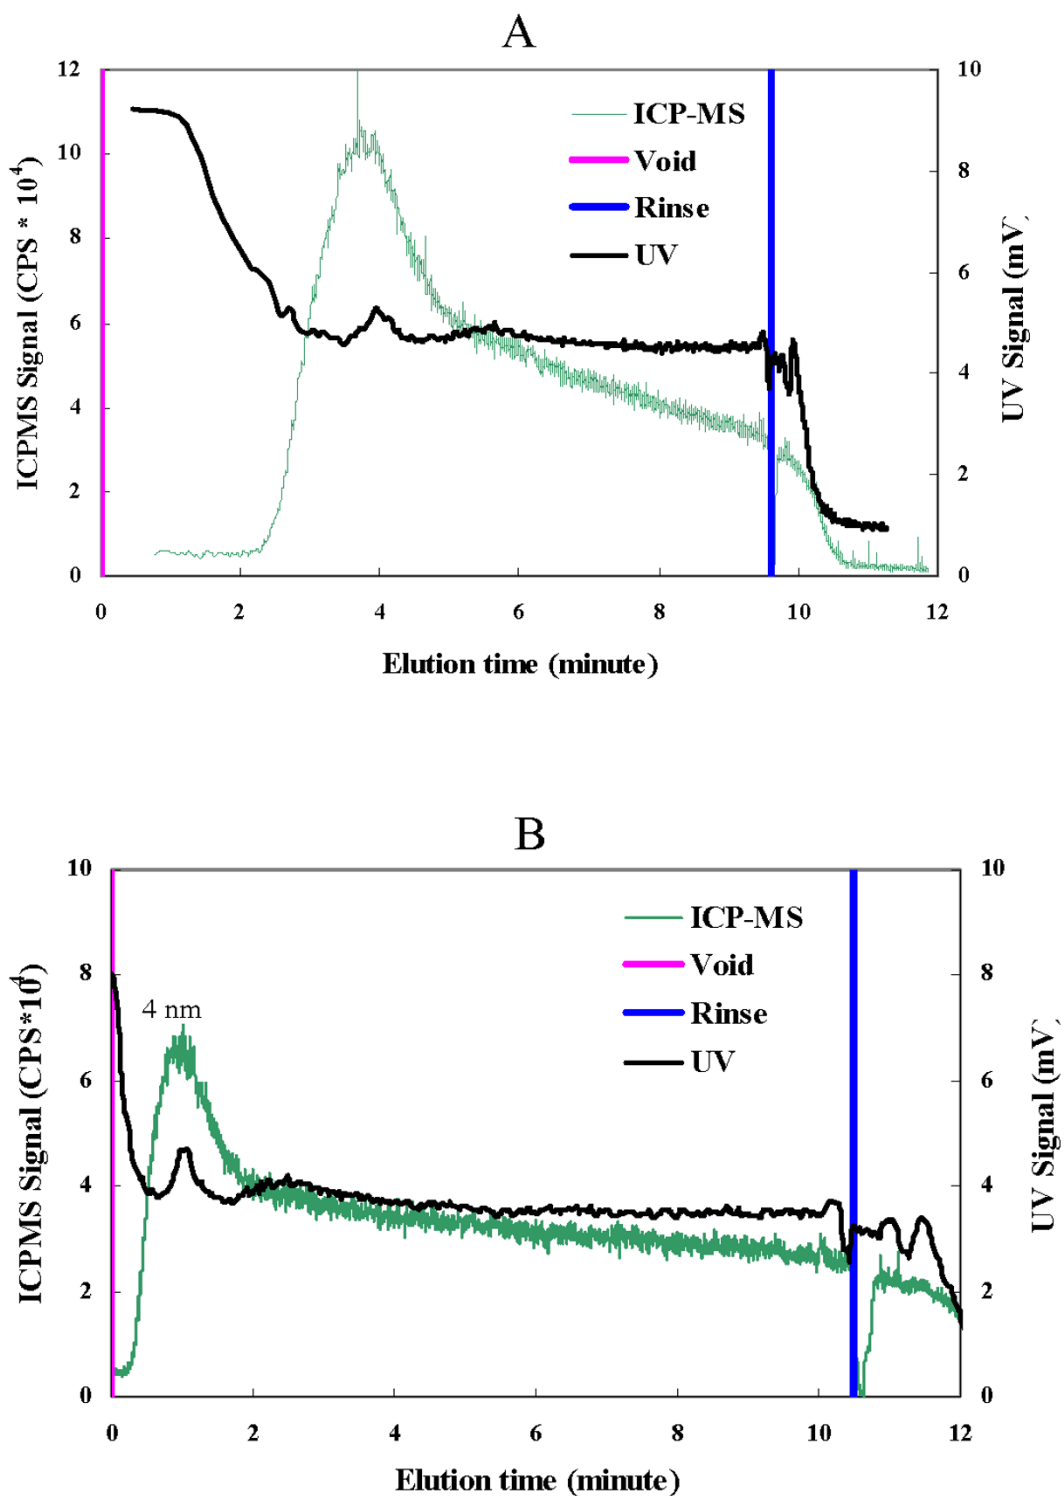 A
12
10
8
6
4
2
0
ICPMS Signal (CPS * 10⁴)
10
8
6
4
2
0
UV Signal (mV)
ICP-MS
Void
Rinse
UV
0 2 4 6 8 10 12
Elution time (minute)
B
10
8
6
4
2
0
ICPMS Signal (CPS*10⁴)
10
8
6
4
2
0
UV Signal (mV)
4 nm
ICP-MS
Void
Rinse
UV
0 2 4 6 8 10 12
Elution time (minute)